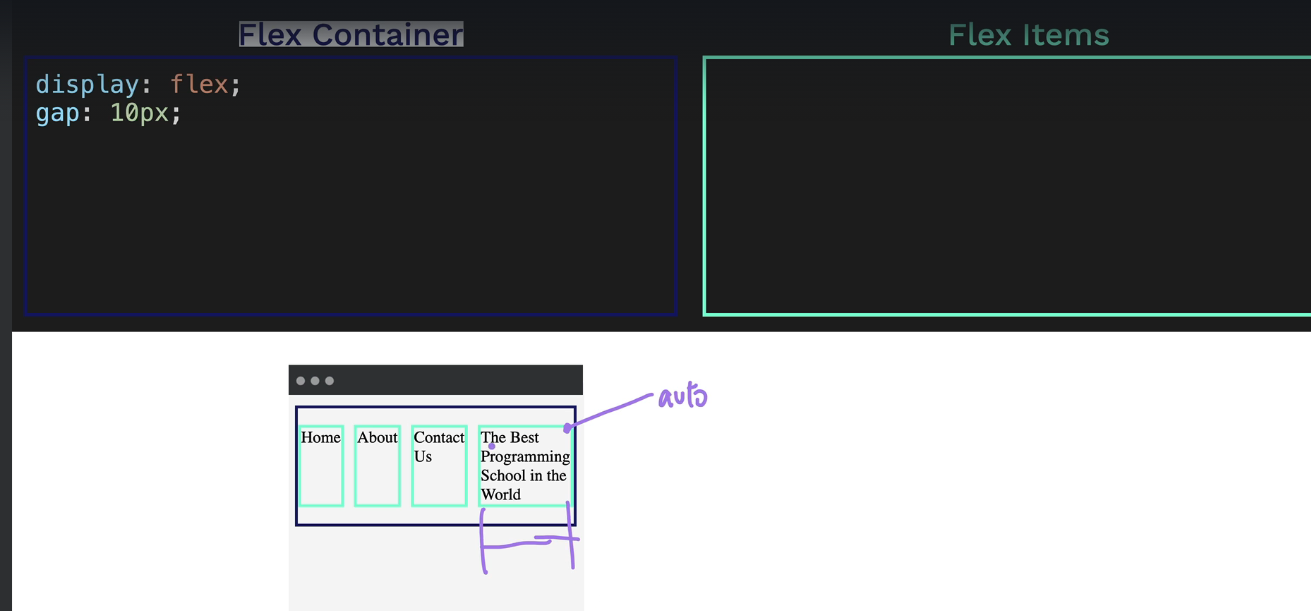 Flex Container
Flex Items
display: flex;
gap: 10px;
auto
Home
About
Contact
Us
The Best
Programming
School in the
World